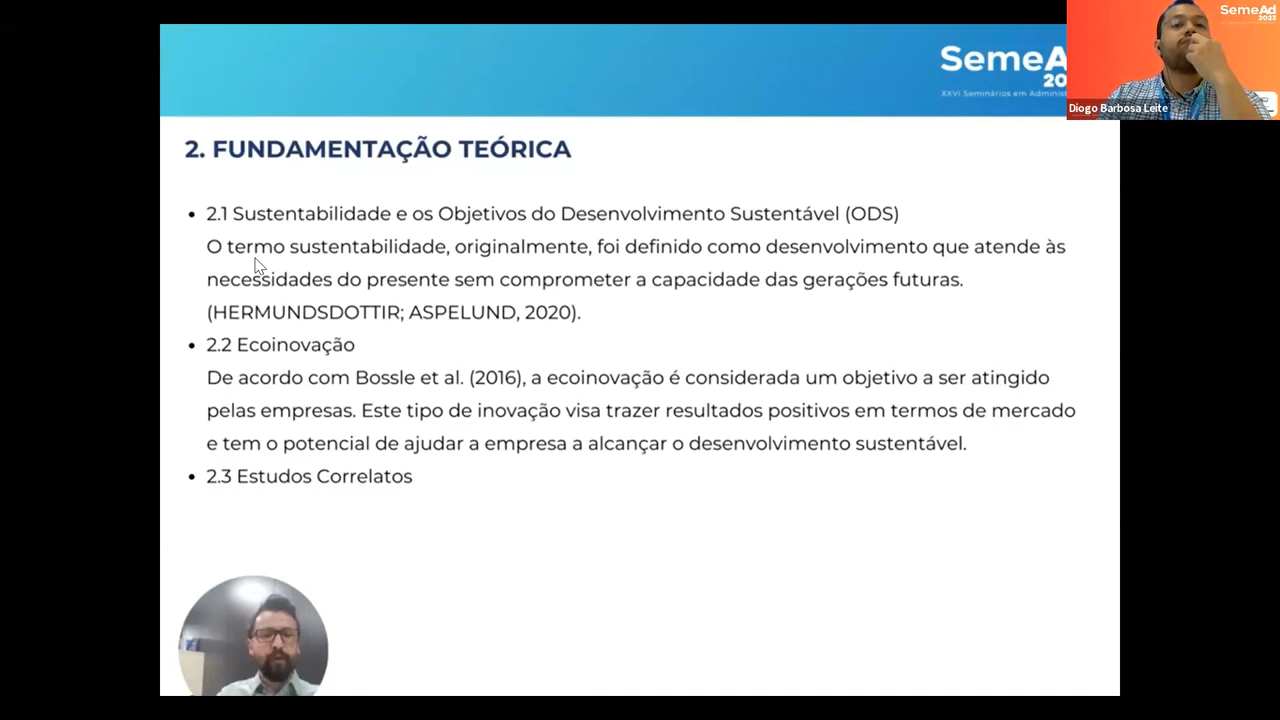 SemeA
20
XXVI Seminários em Adminis
SemeAd
2023
Diogo Barbosa Leite
2. FUNDAMENTAÇÃO TEÓRICA
• 2.1 Sustentabilidade e os Objetivos do Desenvolvimento Sustentável (ODS)
O termo sustentabilidade, originalmente, foi definido como desenvolvimento que atende às
necessidades do presente sem comprometer a capacidade das gerações futuras.
(HERMUNDSDOTTIR; ASPELUND, 2020).
• 2.2 Ecoinovação
De acordo com Bossle et al. (2016), a ecoinovação é considerada um objetivo a ser atingido
pelas empresas. Este tipo de inovação visa trazer resultados positivos em termos de mercado
e tem o potencial de ajudar a empresa a alcançar o desenvolvimento sustentável.
• 2.3 Estudos Correlatos